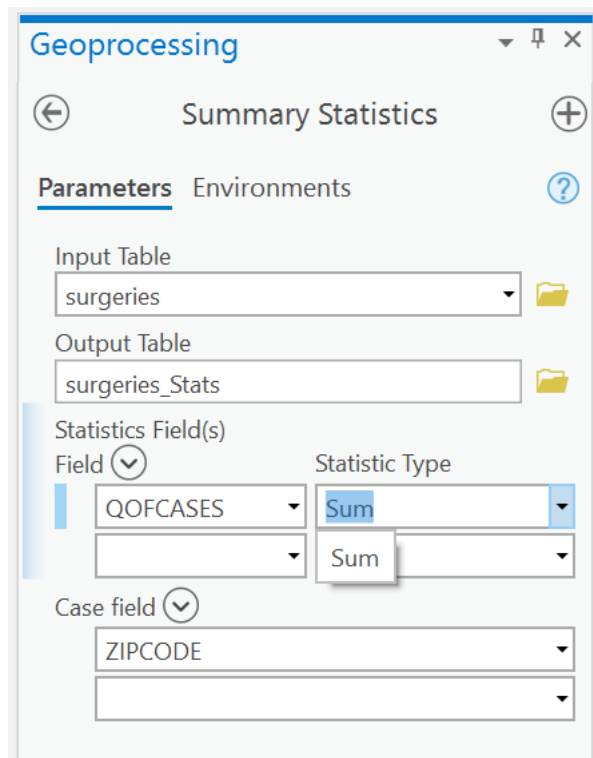 Geoprocessing
Summary Statistics
Parameters Environments ?
Input Table
surgeries
Output Table
surgeries_Stats
Statistics Field(s)
Field Statistic Type
QOFCASES Sum
Sum
Case field
ZIPCODE